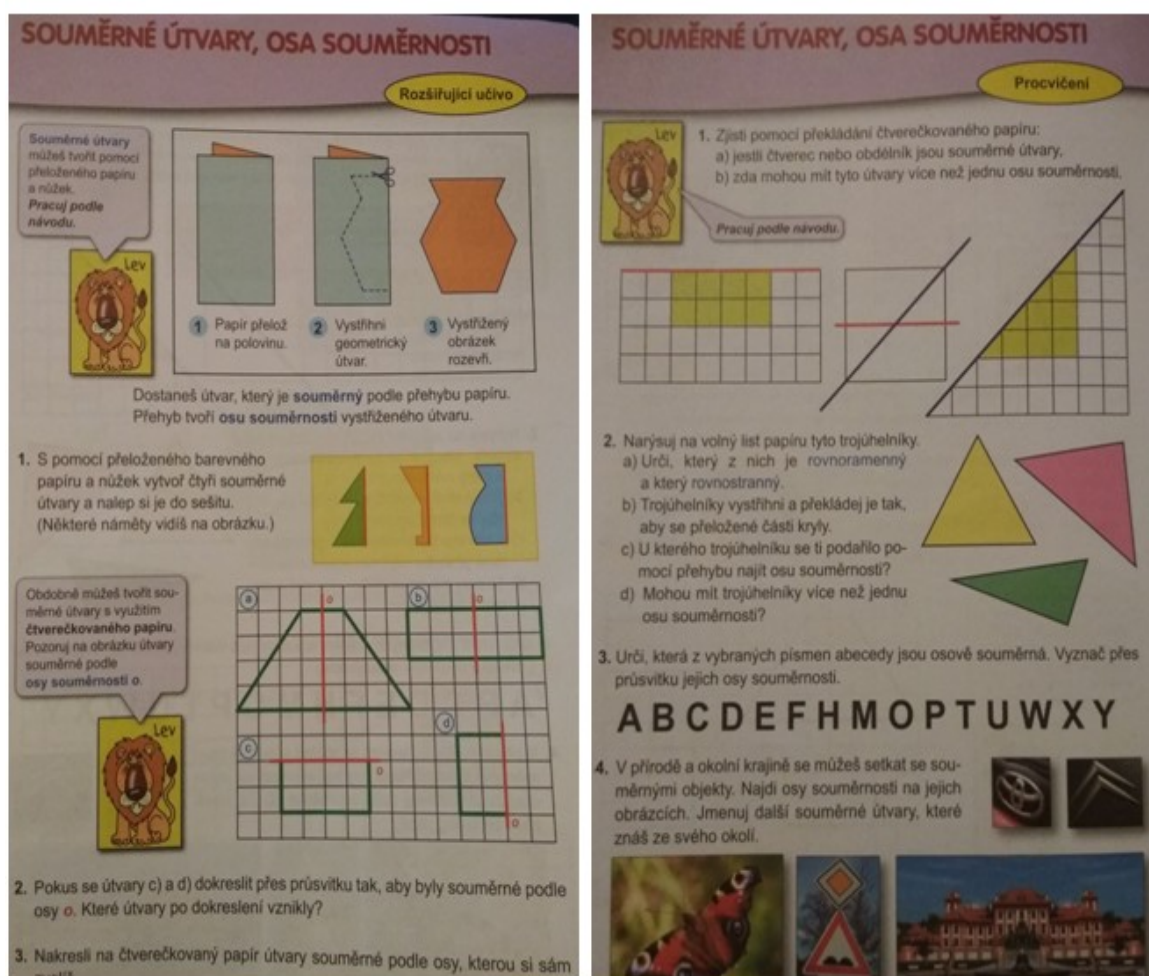 SOUMĚRNÉ ÚTVARY, OSA SOUMĚRNOSTI
Rozšiřující učivo
Souměrné útvary
můžeš tvořit pomocí
přeloženého papíru
a nůžek.
Pracuj podle
návodu.
Lev
1 Papír přelož
na polovinu.
2 Vystřihni
geometrický
útvar.
3 Vystřižený
obrázek
rozevři.
Dostaneš útvar, který je souměrný podle přehybu papíru.
Přehyb tvoří osu souměrnosti vystřiženého útvaru.
1. S pomocí přeloženého barevného
papíru a nůžek vytvoř čtyři souměrné
útvary a nalep si je do sešitu.
(Některé náměty vidíš na obrázku.)
Obdobně můžeš tvořit sou-
měrné útvary s využitím
čtverečkovaného papíru.
Pozoruj na obrázku útvary
souměrné podle
osy souměrnosti o.
Lev
a
o
b
o
c
o
d
o
2. Pokus se útvary c) a d) dokreslit přes průsvitku tak, aby byly souměrné podle
osy o. Které útvary po dokreslení vznikly?
3. Nakresli na čtverečkovaný papír útvary souměrné podle osy, kterou si sám
SOUMĚRNÉ ÚTVARY, OSA SOUMĚRNOSTI
Procvičení
Lev
1. Zjisti pomocí překládání čtverečkovaného papíru:
a) jestli čtverec nebo obdélník jsou souměrné útvary,
b) zda mohou mít tyto útvary více než jednu osu souměrnosti.
Pracuj podle návodu.
2. Narýsuj na volný list papíru tyto trojúhelníky.
a) Urči, který z nich je rovnoramenný
a který rovnostranný.
b) Trojúhelníky vystřihni a překládej je tak,
aby se přeložené části kryly.
c) U kterého trojúhelníku se ti podařilo po-
mocí přehybu najít osu souměrnosti?
d) Mohou mít trojúhelníky více než jednu
osu souměrnosti?
3. Urči, která z vybraných písmen abecedy jsou osově souměrná. Vyznač přes
průsvitku jejich osy souměrnosti.
A B C D E F H M O P T U W X Y
4. V přírodě a okolní krajině se můžeš setkat se sou-
měrnými objekty. Najdi osy souměrnosti na jejich
obrázcích. Jmenuj další souměrné útvary, které
znáš ze svého okolí.